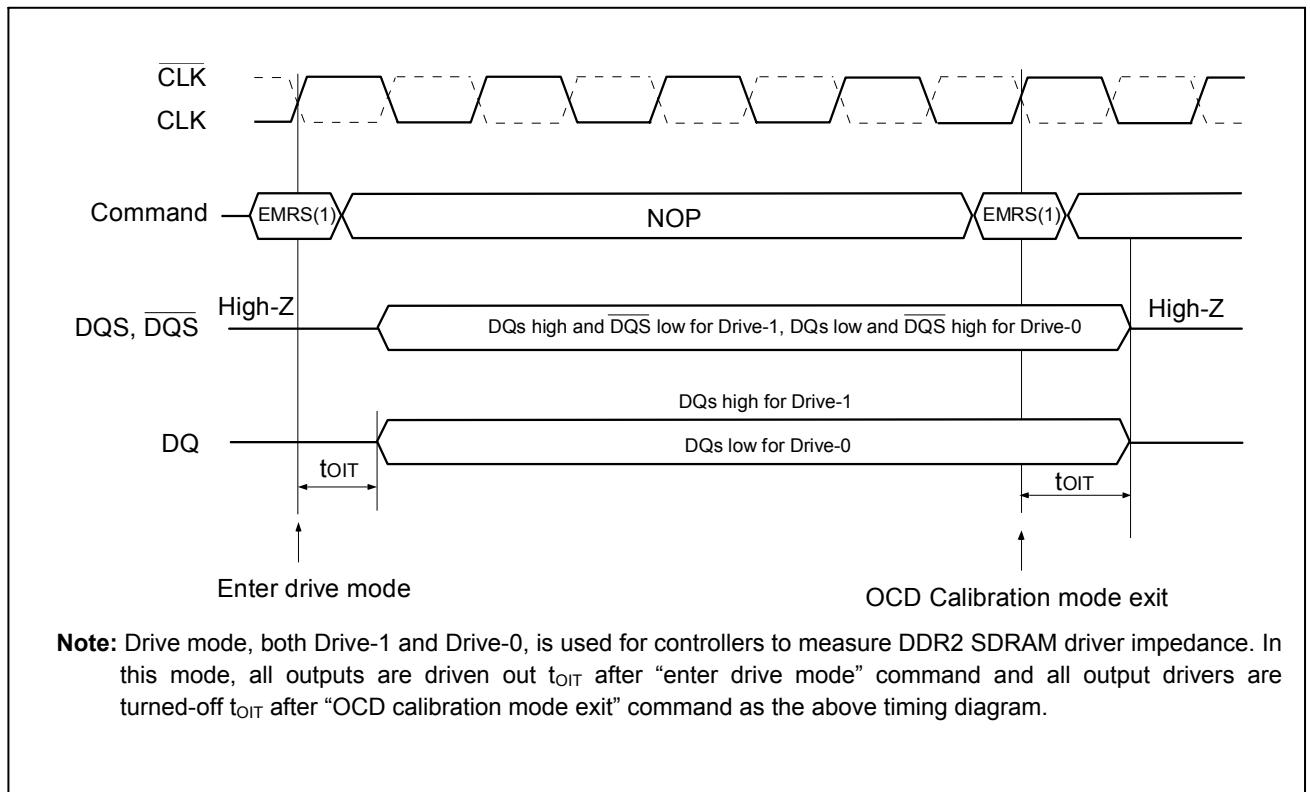 CLK
CLK
Command
EMRS(1)
NOP
EMRS(1)
High-Z
High-Z
DQS, DQS
DQs high and DQS low for Drive-1, DQs low and DQS high for Drive-0
DQs high for Drive-1
DQ
DQs low for Drive-0
tOIT
tOIT
Enter drive mode
OCD Calibration mode exit
Note: Drive mode, both Drive-1 and Drive-0, is used for controllers to measure DDR2 SDRAM driver impedance. In
this mode, all outputs are driven out tOIT after “enter drive mode” command and all output drivers are
turned-off tOIT after “OCD calibration mode exit” command as the above timing diagram.